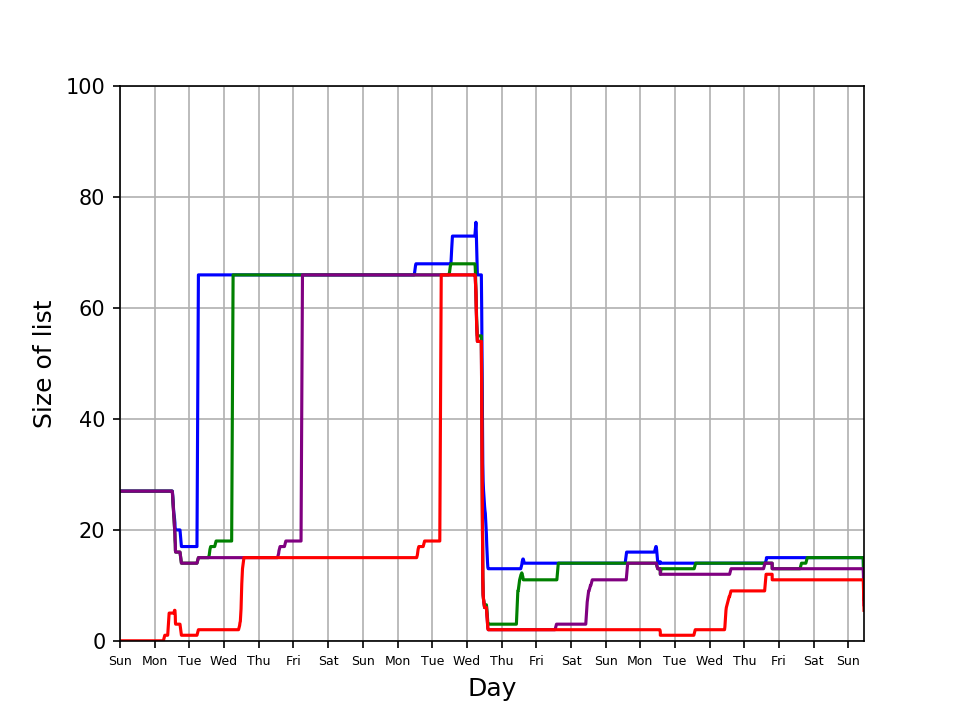 100
80
60
40
20
0
Size of list
Sun Mon Tue Wed Thu Fri Sat Sun Mon Tue Wed Thu Fri Sat Sun Mon Tue Wed Thu Fri Sat Sun
Day